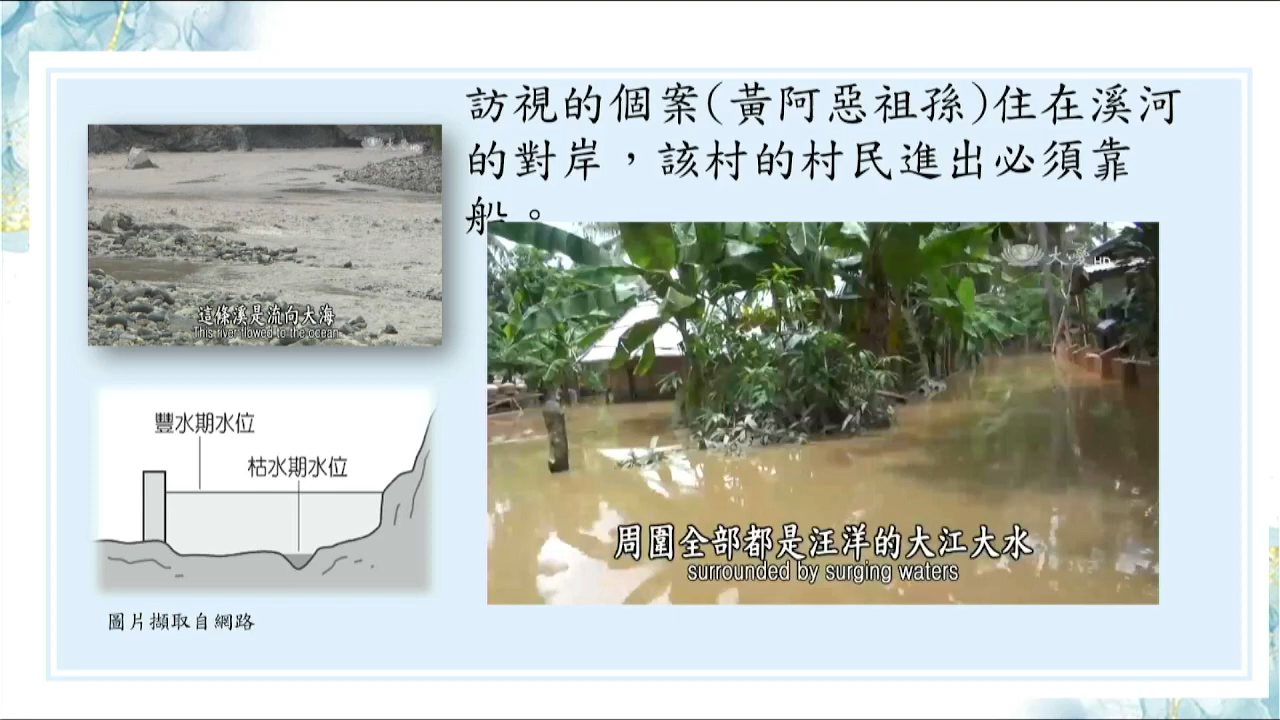 訪視的個案(黃阿惡祖孫)住在溪河
的對岸，該村的村民進出必須靠
船。
這條溪是流向大海
This river flowed to the ocean
大愛HD
周圍全部都是汪洋的大江大水
surrounded by surging waters
豐水期水位
枯水期水位
圖片擷取自網路